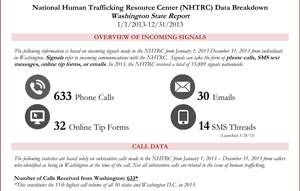 National Human Trafficking Resource Center (NHTRC) Data Breakdown
Washington State Report
1/1/2013-12/31/2013
OVERVIEW OF INCOMING SIGNALS
The following information is based on incoming signals made to the NHTRC from January 1, 2013-December 31, 2013 from individuals
in Washington. Signals refer to incoming communications with the NHTRC. Signals can take the form of phone calls, SMS text
messages, online tip forms, or emails. In 2013, the NHTRC received a total of 33,889 signals nationwide.
633 Phone Calls
30 Emails
32 Online Tip Forms
14 SMS Threads
(Launched 3/28/13)
CALL DATA
The following statistics are based solely on substantive calls made to the NHTRC from January 1, 2013 – December 31, 2013 from callers
who identified as being in Washington at the time of the call. Not all substantive calls are related to the issue of human trafficking.
Number of Calls Received from Washington: 633*
*This constitutes the 11th highest call volume of all 50 states and Washington D.C. in 2013.